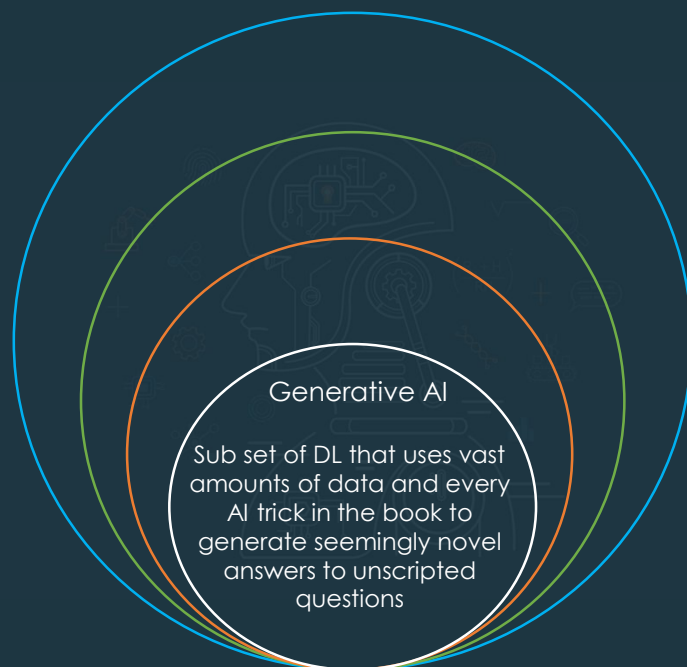 Generative AI
Sub set of DL that uses vast
amounts of data and every
AI trick in the book to
generate seemingly novel
answers to unscripted
questions